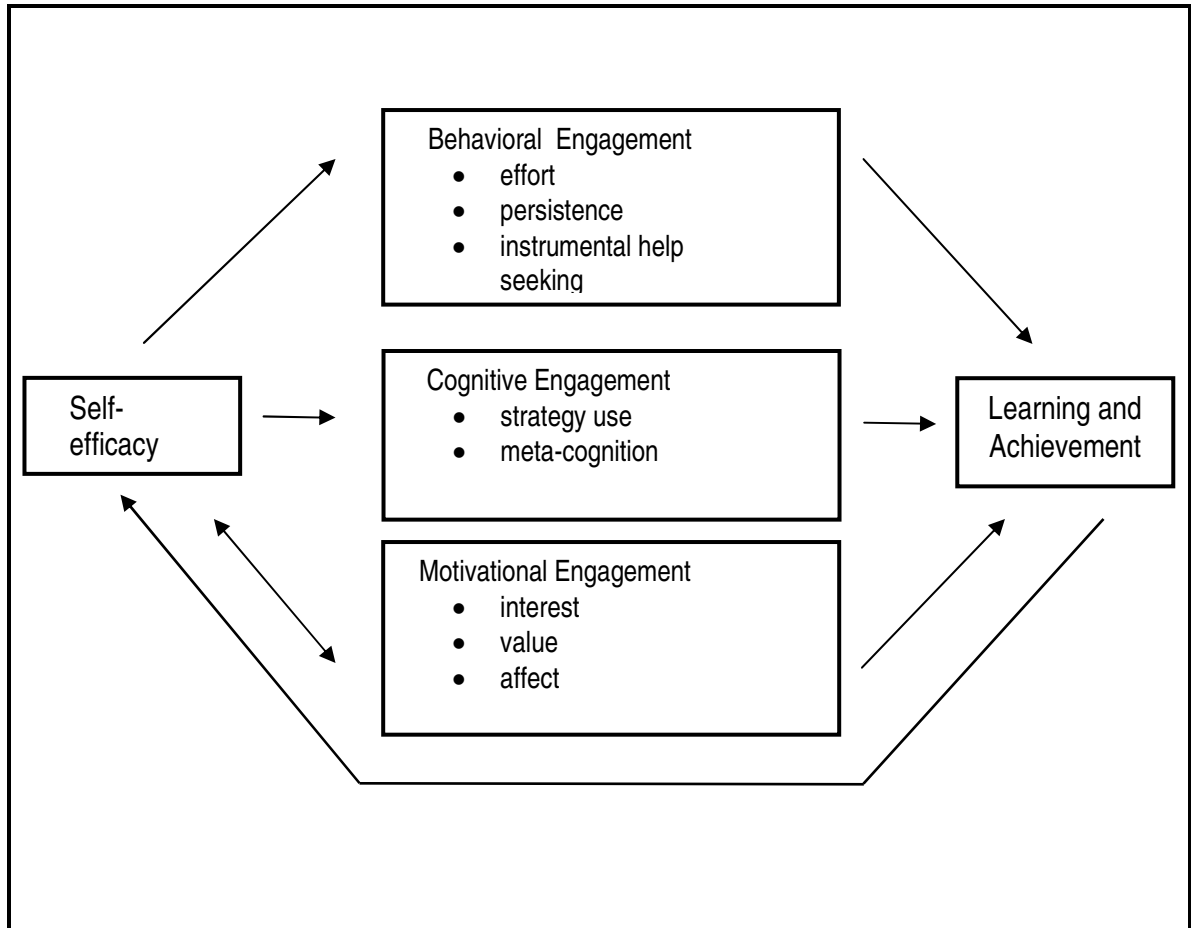 Behavioral Engagement
• effort
• persistence
• instrumental help
seeking
Self-
efficacy
Cognitive Engagement
• strategy use
• meta-cognition
Learning and
Achievement
Motivational Engagement
• interest
• value
• affect